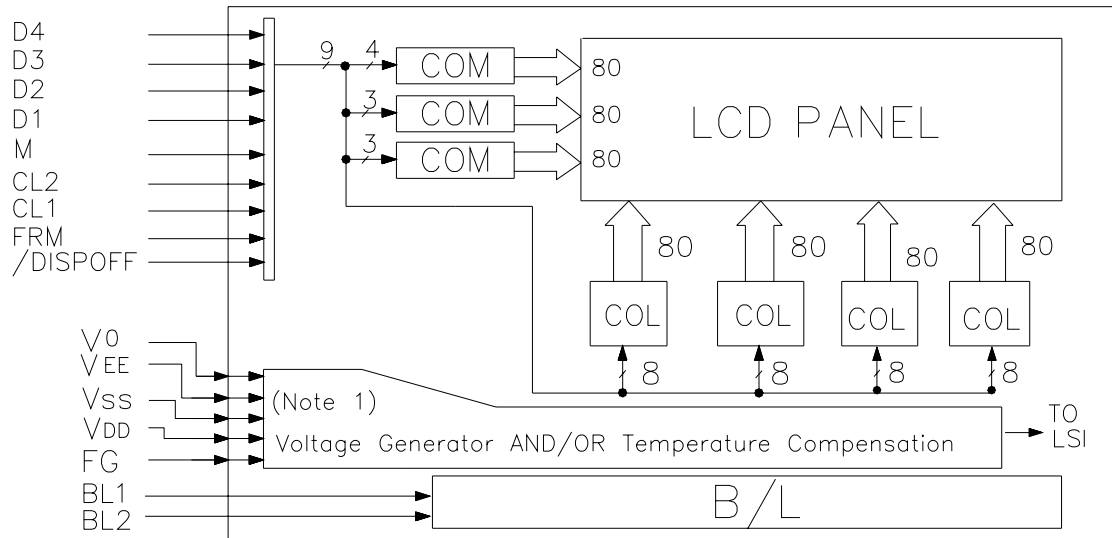 D4
D3
D2
D1
M
CL2
CL1
FRM
/DISPOFF
9
4
COM
80
3
COM
80
3
COM
80
LCD PANEL
80
80
80
80
COL
COL
COL
COL
8
8
8
8
V0
VEE
VSS
VDD
FG
(Note 1)
Voltage Generator AND/OR Temperature Compensation
TO
LSI
BL1
BL2
B/L